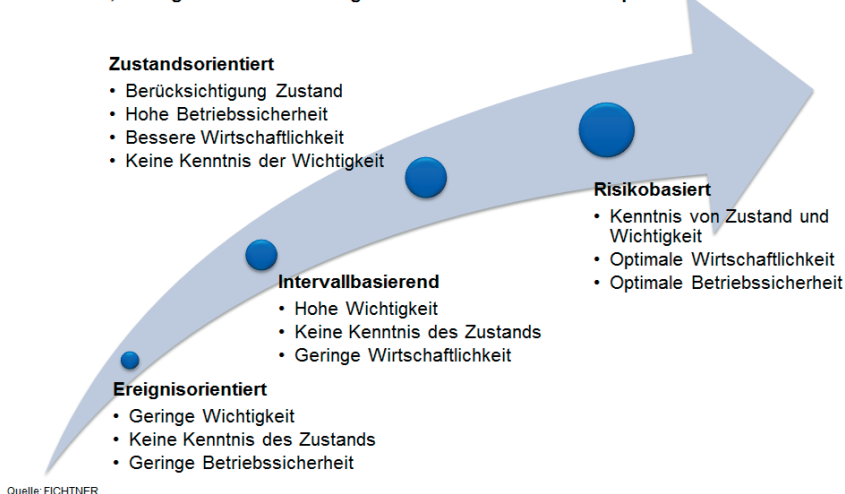 Zustandsorientiert
• Berücksichtigung Zustand
• Hohe Betriebssicherheit
• Bessere Wirtschaftlichkeit
• Keine Kenntnis der Wichtigkeit
Risikobasiert
• Kenntnis von Zustand und
Wichtigkeit
• Optimale Wirtschaftlichkeit
• Optimale Betriebssicherheit
Intervallbasierend
• Hohe Wichtigkeit
• Keine Kenntnis des Zustands
• Geringe Wirtschaftlichkeit
Ereignisorientiert
• Geringe Wichtigkeit
• Keine Kenntnis des Zustands
• Geringe Betriebssicherheit
Quelle: FICHTNER